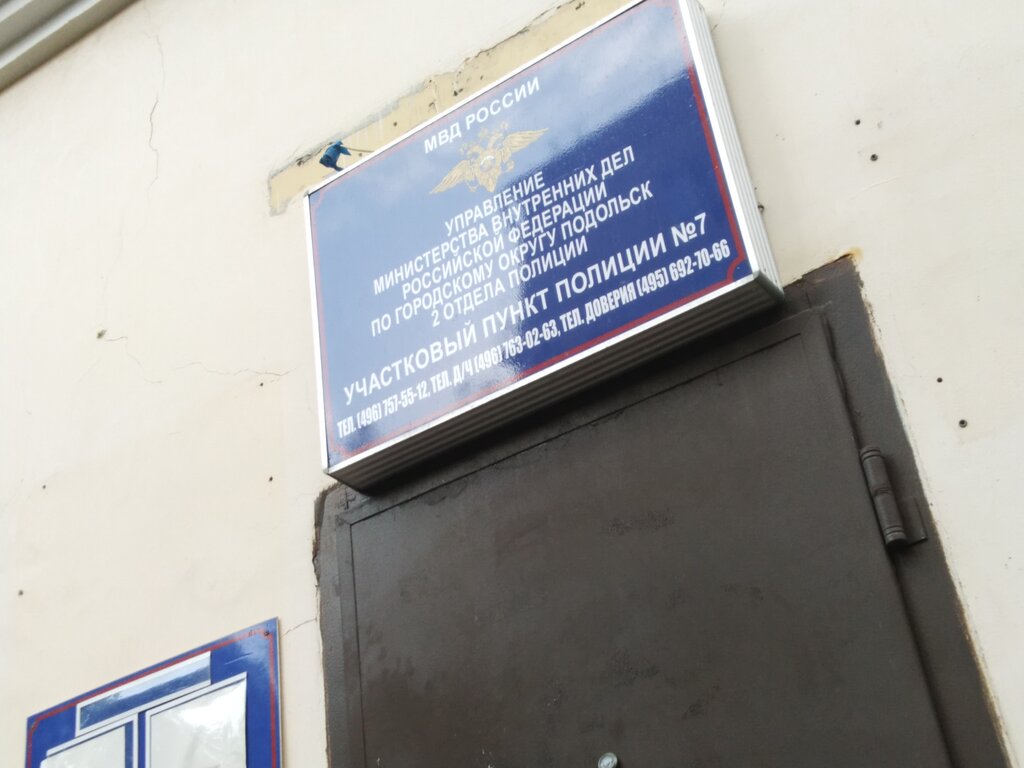 МВД РОССИИ
УПРАВЛЕНИЕ
МИНИСТЕРСТВА ВНУТРЕННИХ ДЕЛ
РОССИЙСКОЙ ФЕДЕРАЦИИ
ПО ГОРОДСКОМУ ОКРУГУ ПОДОЛЬСК
2 ОТДЕЛА ПОЛИЦИИ
УЧАСТКОВЫЙ ПУНКТ ПОЛИЦИИ №7
ТЕЛ. (496) 757-55-12, ТЕЛ. Д/Ч (496) 763-02-63, ТЕЛ. ДОВЕРИЯ (495) 692-70-66